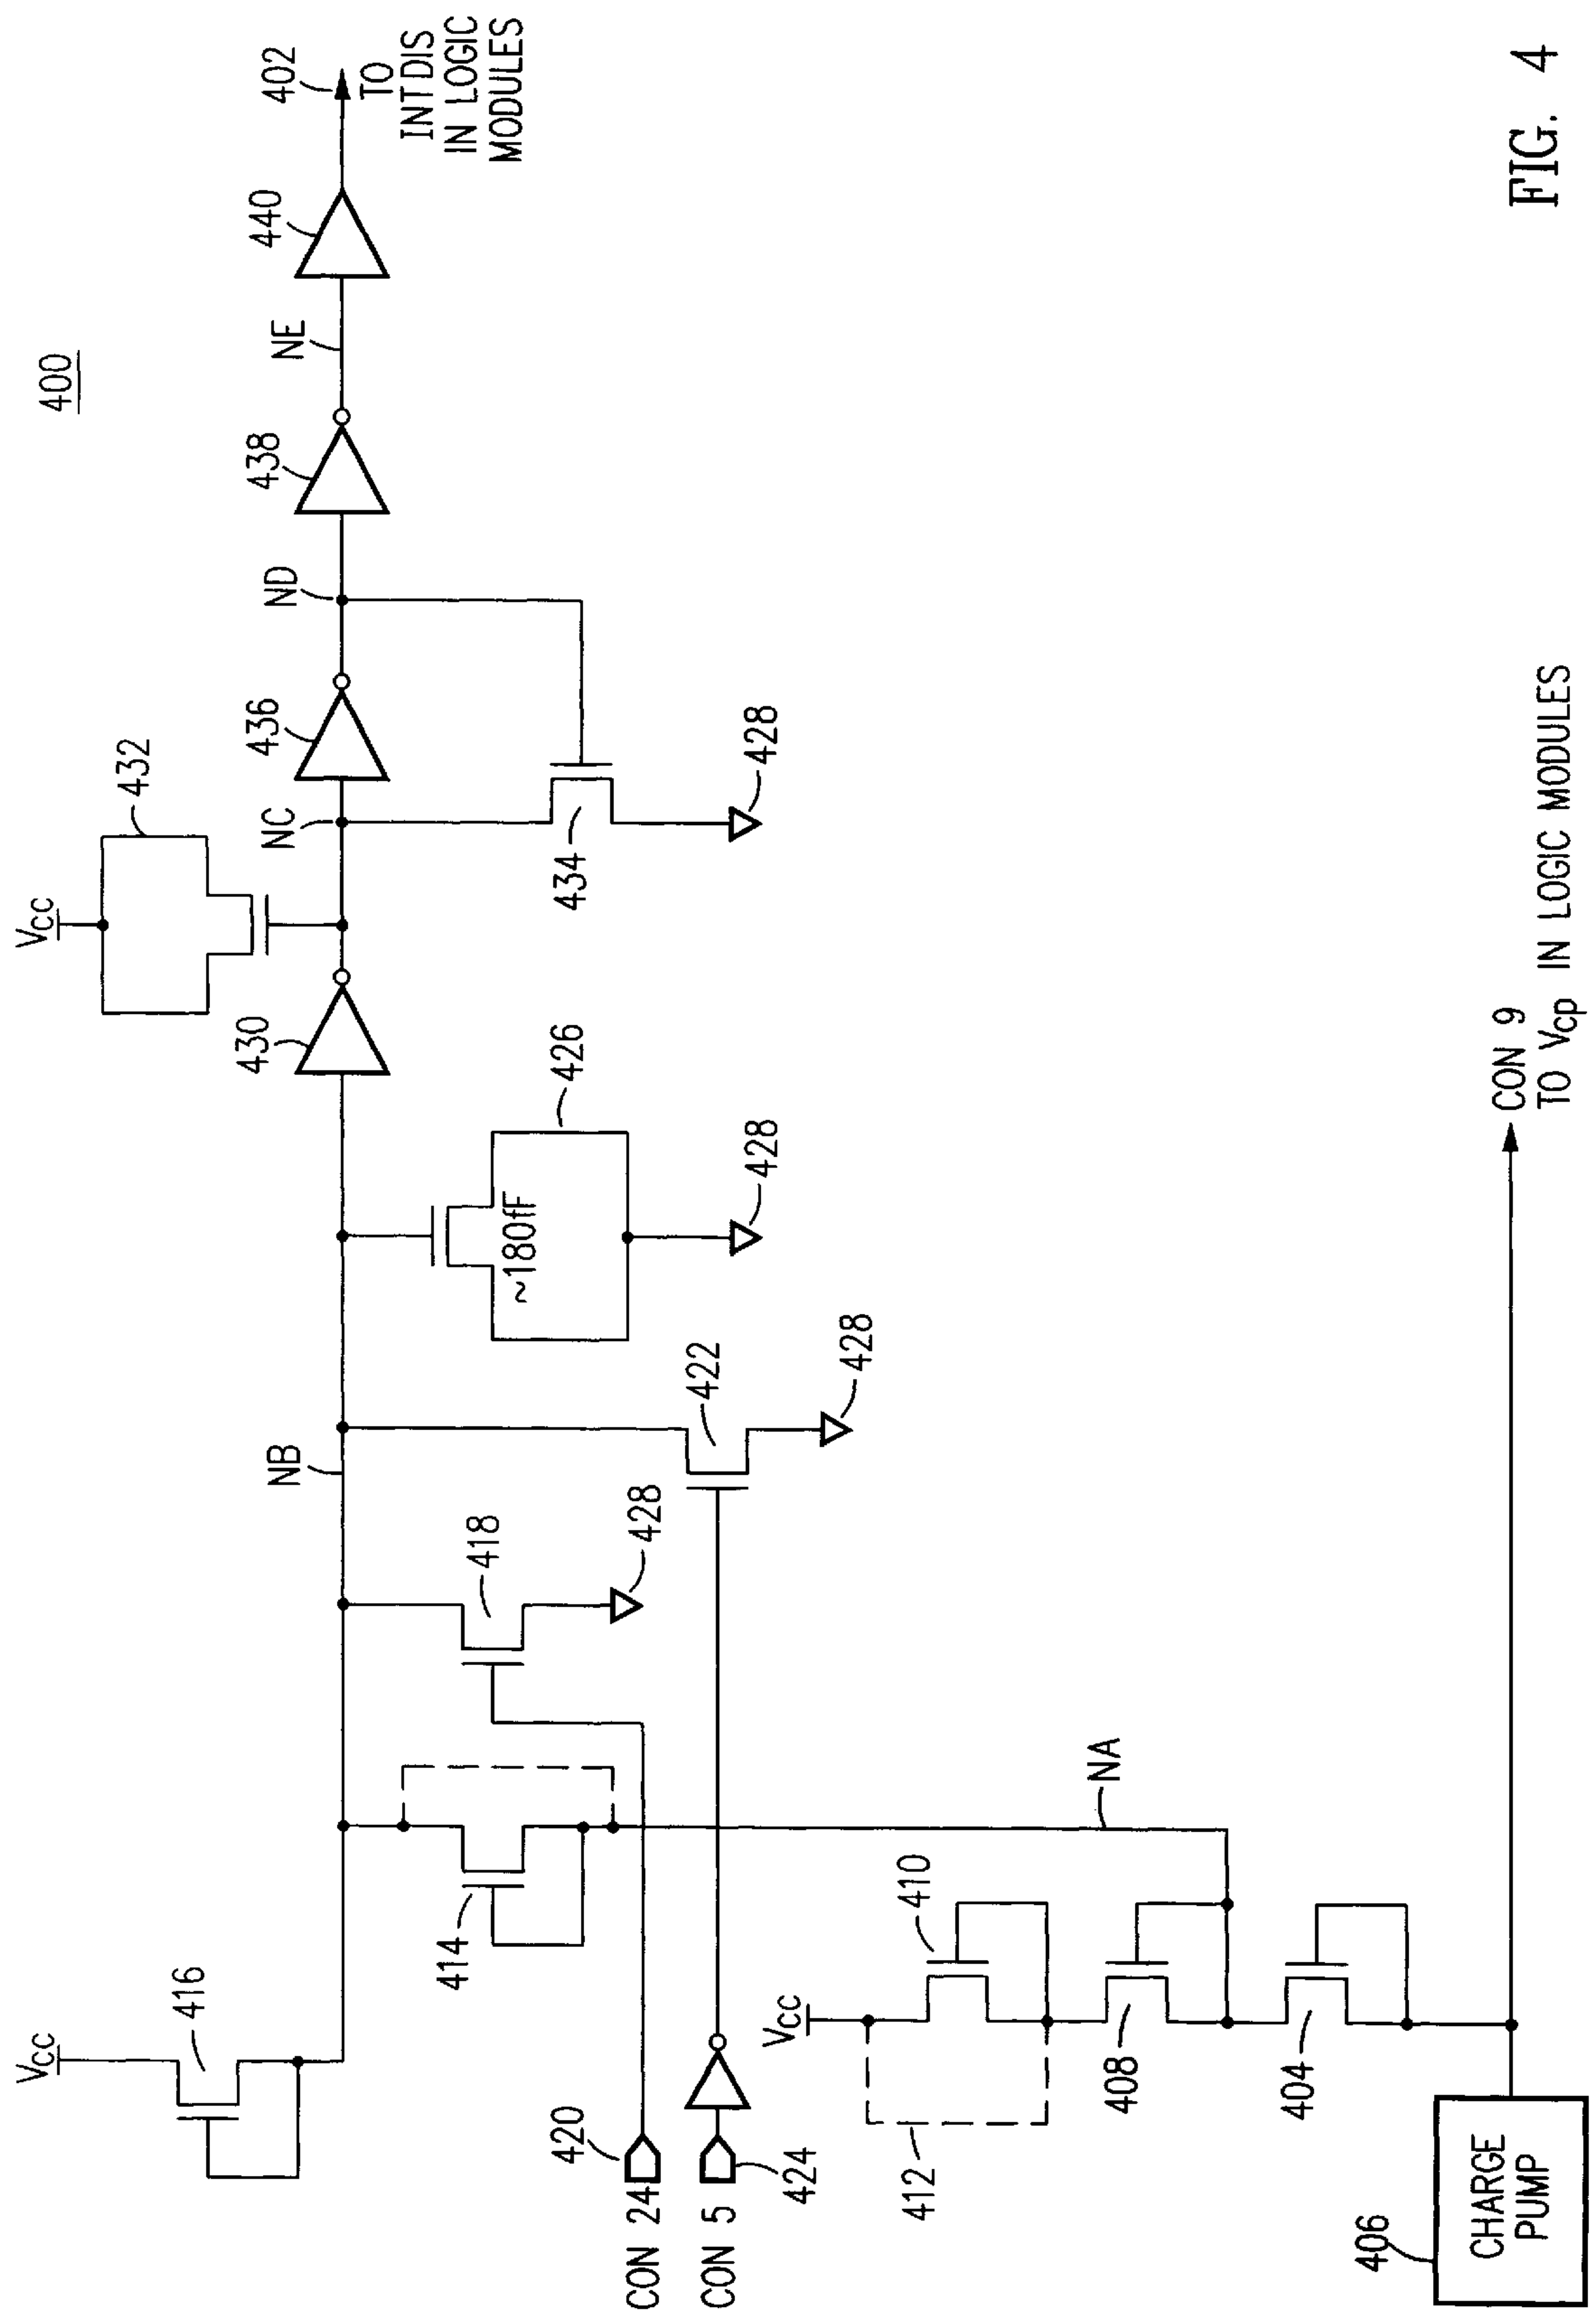 400
VCC
416
414
NB
418
428
422
428
~180fF
426
428
430
VCC
432
NC
434
428
436
ND
438
NE
440
402
TO
INTDIS
IN LOGIC
MODULES
CON 24
420
CON 5
424
VCC
410
412
408
404
NA
406
CHARGE
PUMP
CON 9
TO Vcp IN LOGIC MODULES
FIG. 4